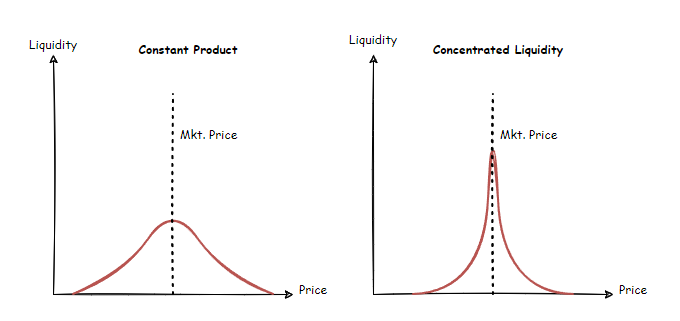 Liquidity
Constant Product
Mkt. Price
Price
Liquidity
Concentrated Liquidity
Mkt. Price
Price